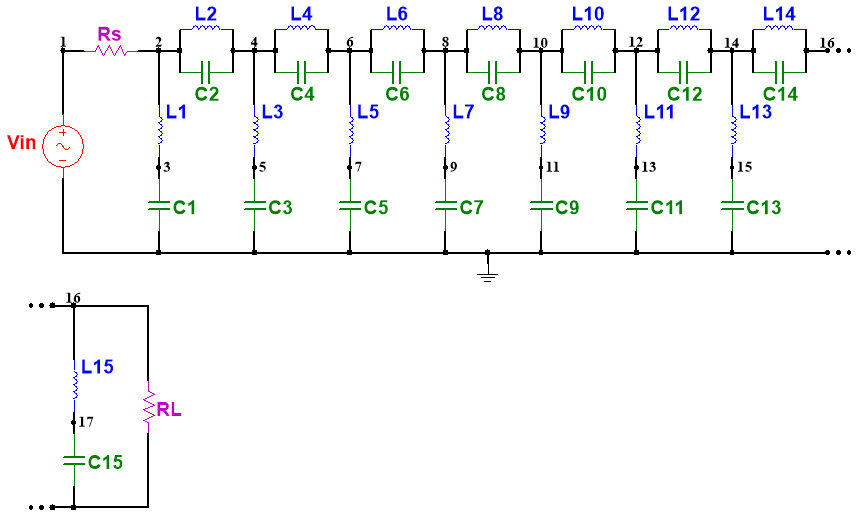 L2 L4 L6 L8 L10 L12 L14
1 Rs 2 4 6 8 10 12 14 16
C2 C4 C6 C8 C10 C12 C14
L1 L3 L5 L7 L9 L11 L13
Vin + −
3 5 7 9 11 13 15
C1 C3 C5 C7 C9 C11 C13
16
L15
RL
17
C15